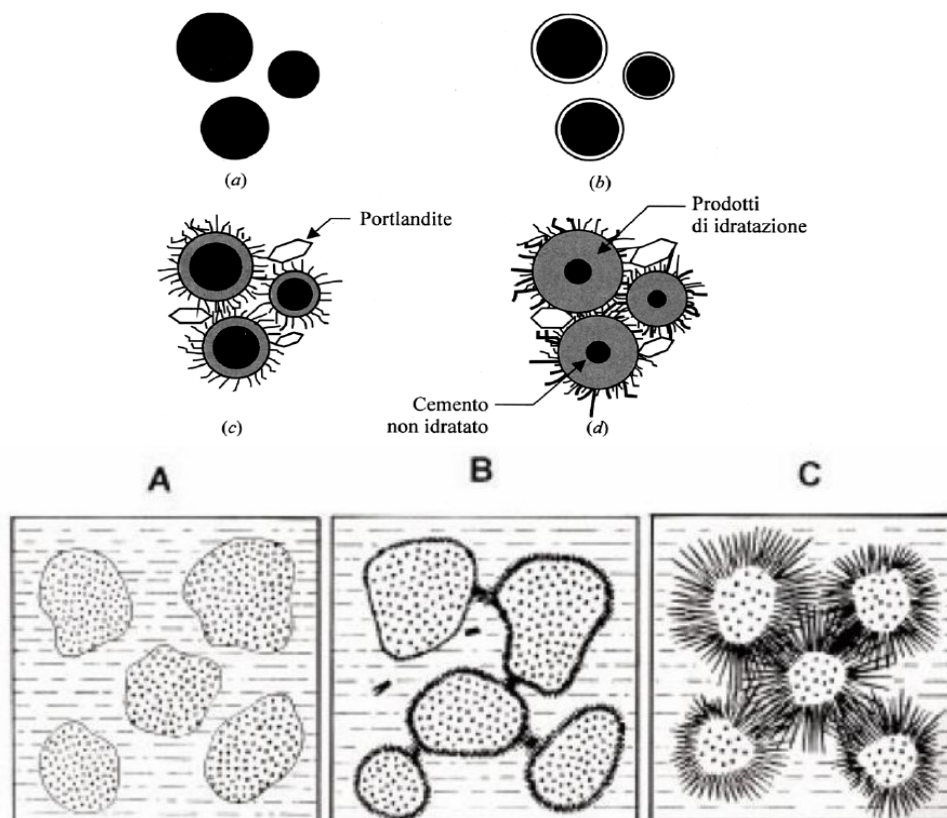 (a)
(b)
Portlandite
Prodotti
di idratazione
(c)
Cemento
non idratato
(d)
A
B
C